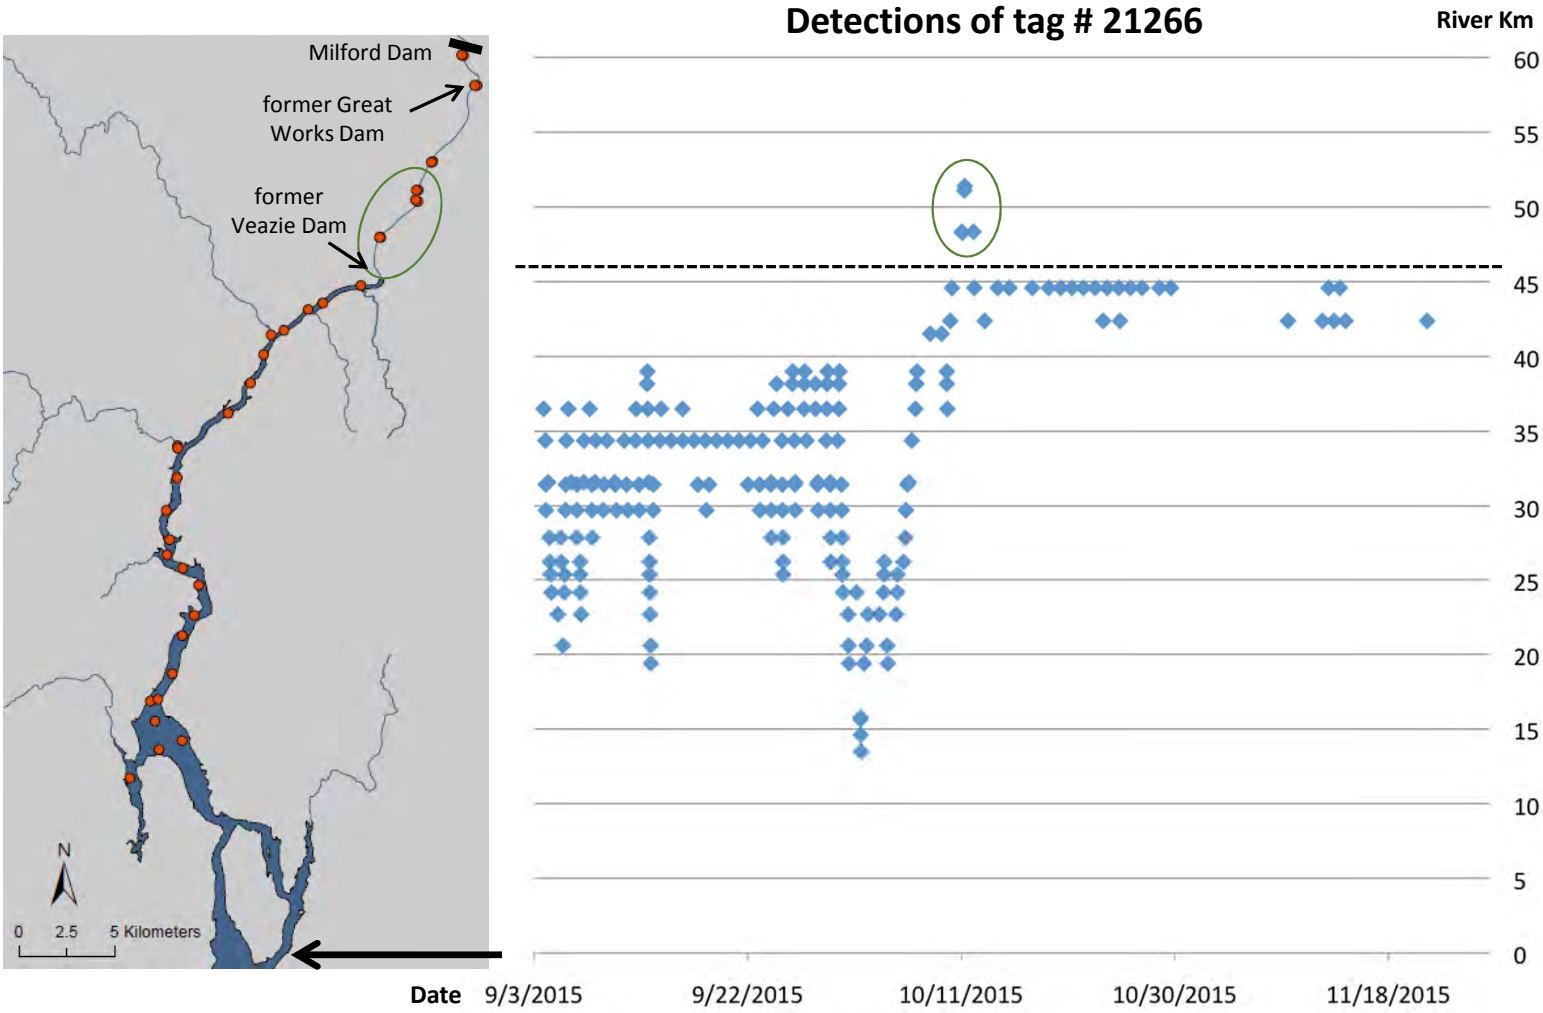 Detections of tag # 21266
River Km
Milford Dam
former Great
Works Dam
former
Veazie Dam
N
0 2.5 5 Kilometers
60
55
50
45
40
35
30
25
20
15
10
5
0
Date 9/3/2015 9/22/2015 10/11/2015 10/30/2015 11/18/2015